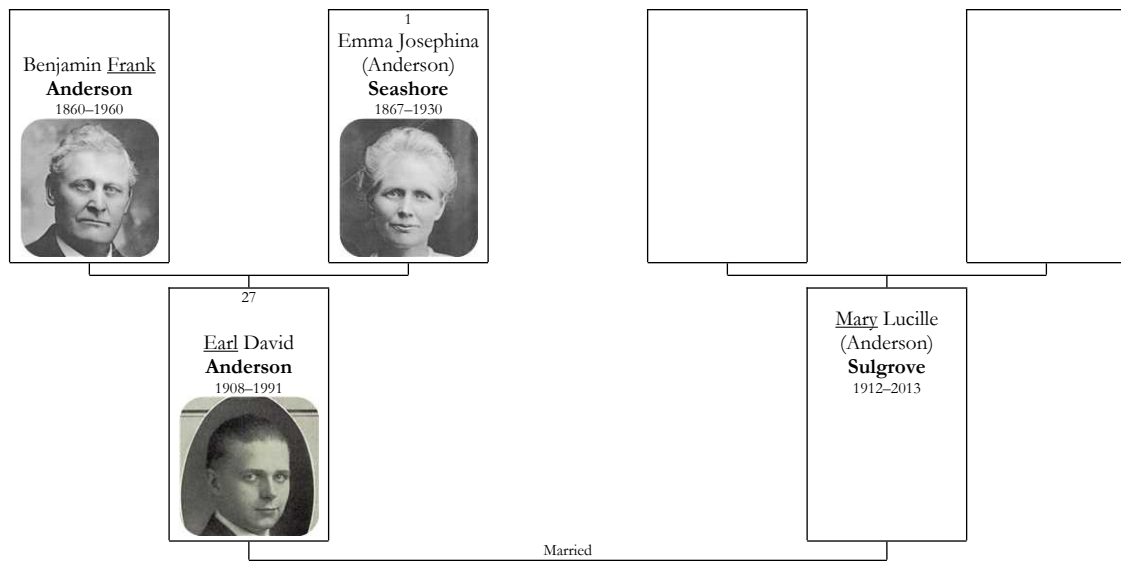 Benjamin Frank
Anderson
1860–1960
1
Emma Josephina
(Anderson)
Seashore
1867–1930
27
Earl David
Anderson
1908–1991
Mary Lucille
(Anderson)
Sulgrove
1912–2013
Married